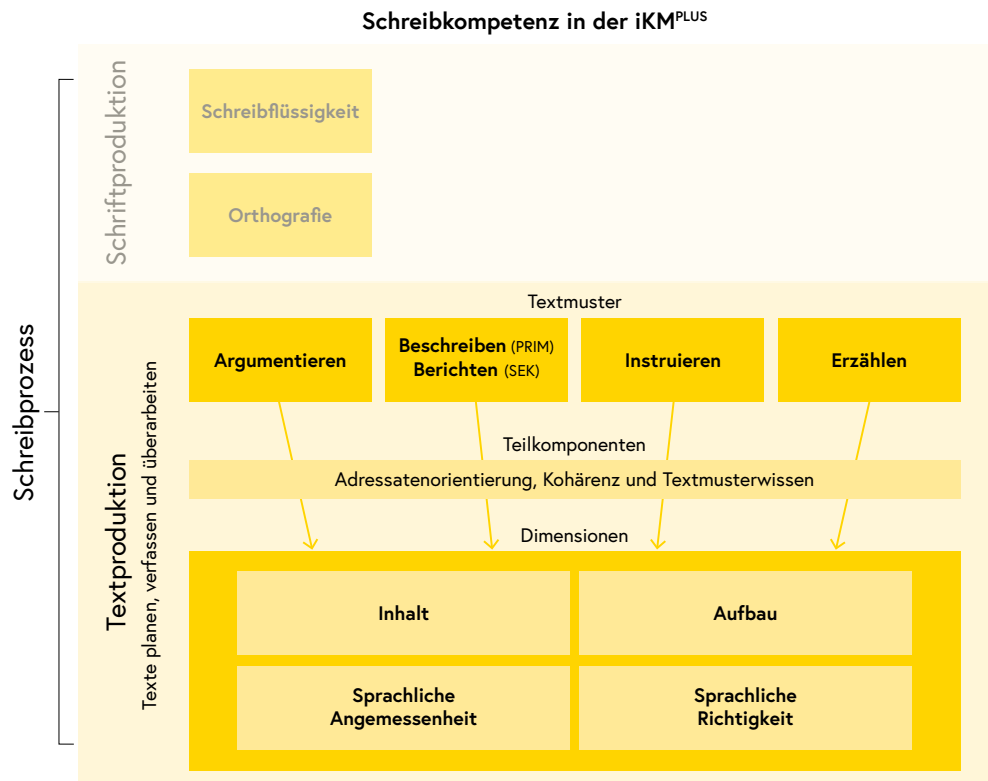 Schreibkompetenz in der iKMPLUS
Schreibprozess
Schriftproduktion
Schreibflüssigkeit
Orthografie
Textproduktion
Texte planen, verfassen und überarbeiten
Textmuster
Argumentieren
Beschreiben (PRIM)
Berichten (SEK)
Instruieren
Erzählen
Teilkomponenten
Adressatenorientierung, Kohärenz und Textmusterwissen
Dimensionen
Inhalt
Aufbau
Sprachliche
Angemessenheit
Sprachliche
Richtigkeit